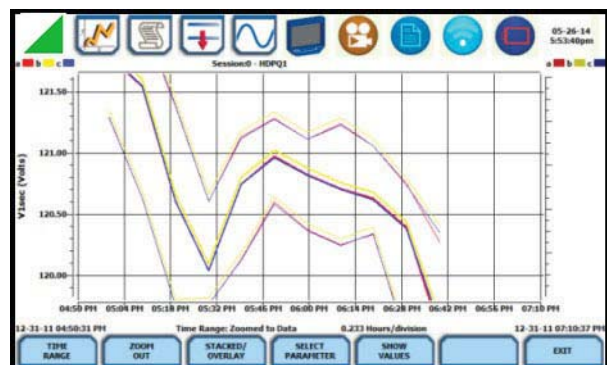 05-26-14
5:53:40pm
a b c
Session:0 - HDPQ1
a b c
121.50
121.00
120.50
120.00
V1sec (Volts)
04:50 PM 05:04 PM 05:18 PM 05:32 PM 05:46 PM 06:00 PM 06:14 PM 06:28 PM 06:42 PM 06:56 PM 07:10 PM
12-31-11 04:50:31 PM Time Range: Zoomed to Data 0.233 Hours/division 12-31-11 07:10:37 PM
TIME RANGE
ZOOM OUT
STACKED/ OVERLAY
SELECT PARAMETER
SHOW VALUES
EXIT